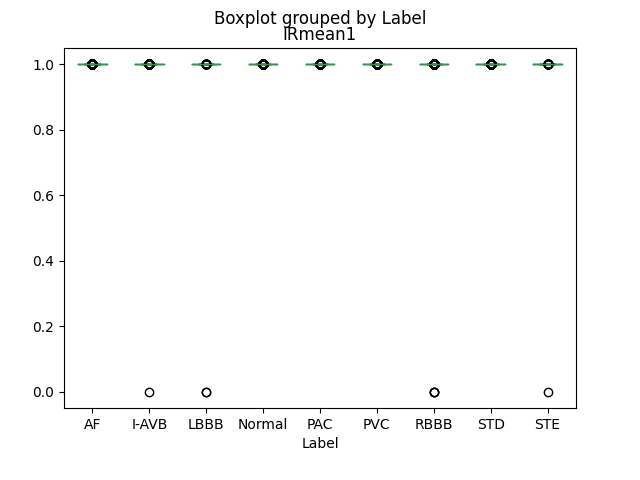 Boxplot grouped by Label
IRmean1
1.0
0.8
0.6
0.4
0.2
0.0
AF I-AVB LBBB Normal PAC PVC RBBB STD STE
Label